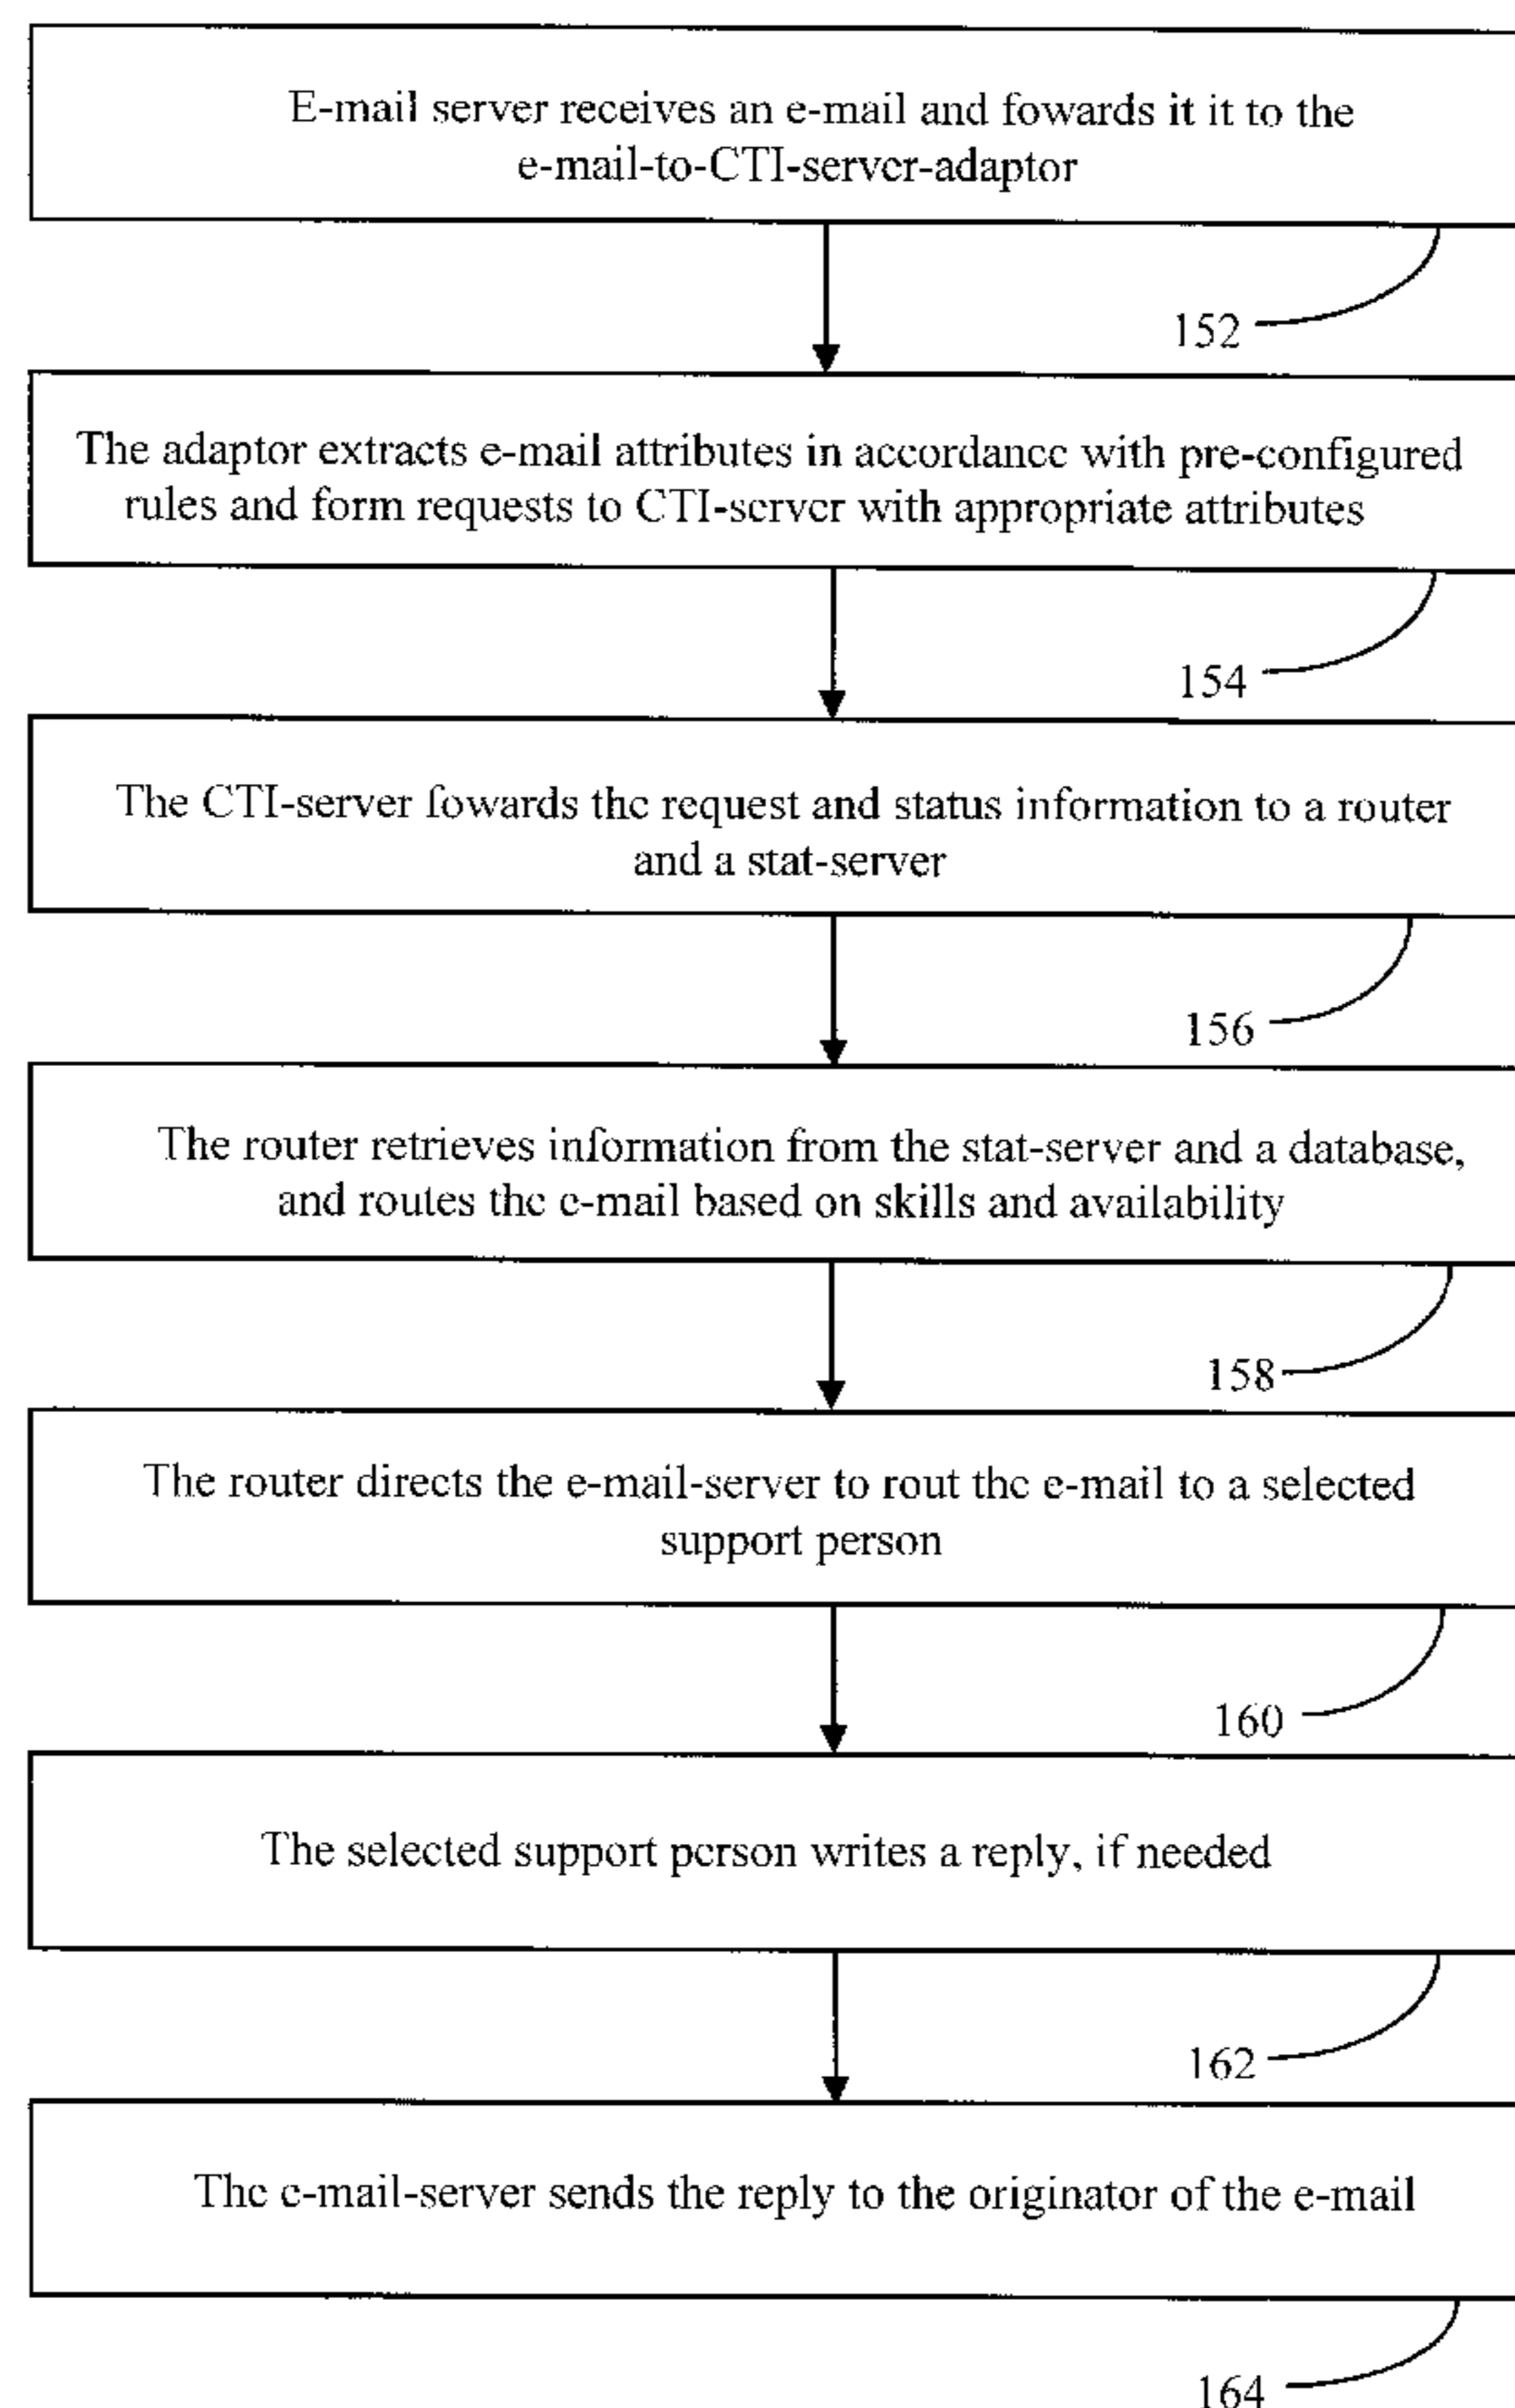 E-mail server receives an e-mail and fowards it it to the
e-mail-to-CTI-server-adaptor
152
The adaptor extracts e-mail attributes in accordance with pre-configured
rules and form requests to CTI-server with appropriate attributes
154
The CTI-server fowards the request and status information to a router
and a stat-server
156
The router retrieves information from the stat-server and a database,
and routes the e-mail based on skills and availability
158
The router directs the e-mail-server to rout the e-mail to a selected
support person
160
The selected support person writes a reply, if needed
162
The e-mail-server sends the reply to the originator of the e-mail
164